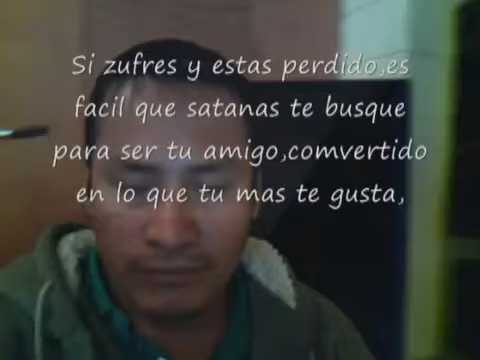 Si zufres y estas perdido,es
facil que satanas te busque
para ser tu amigo,comvertido
en lo que tu mas te gusta,